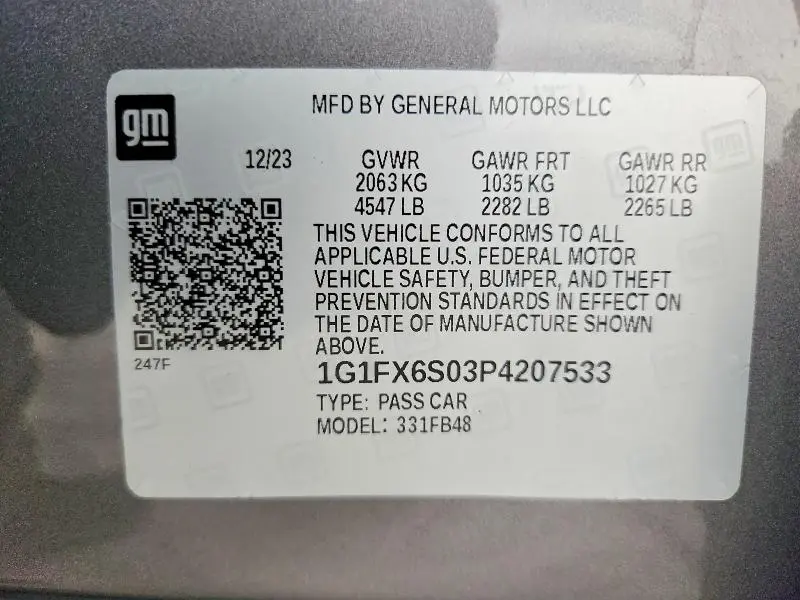 gm
MFD BY GENERAL MOTORS LLC
12/23 GVWR GAWR FRT GAWR RR
2063 KG 1035 KG 1027 KG
4547 LB 2282 LB 2265 LB
THIS VEHICLE CONFORMS TO ALL
APPLICABLE U.S. FEDERAL MOTOR
VEHICLE SAFETY, BUMPER, AND THEFT
PREVENTION STANDARDS IN EFFECT ON
THE DATE OF MANUFACTURE SHOWN
ABOVE.
247F
1G1FX6S03P4207533
TYPE: PASS CAR
MODEL: 331FB48